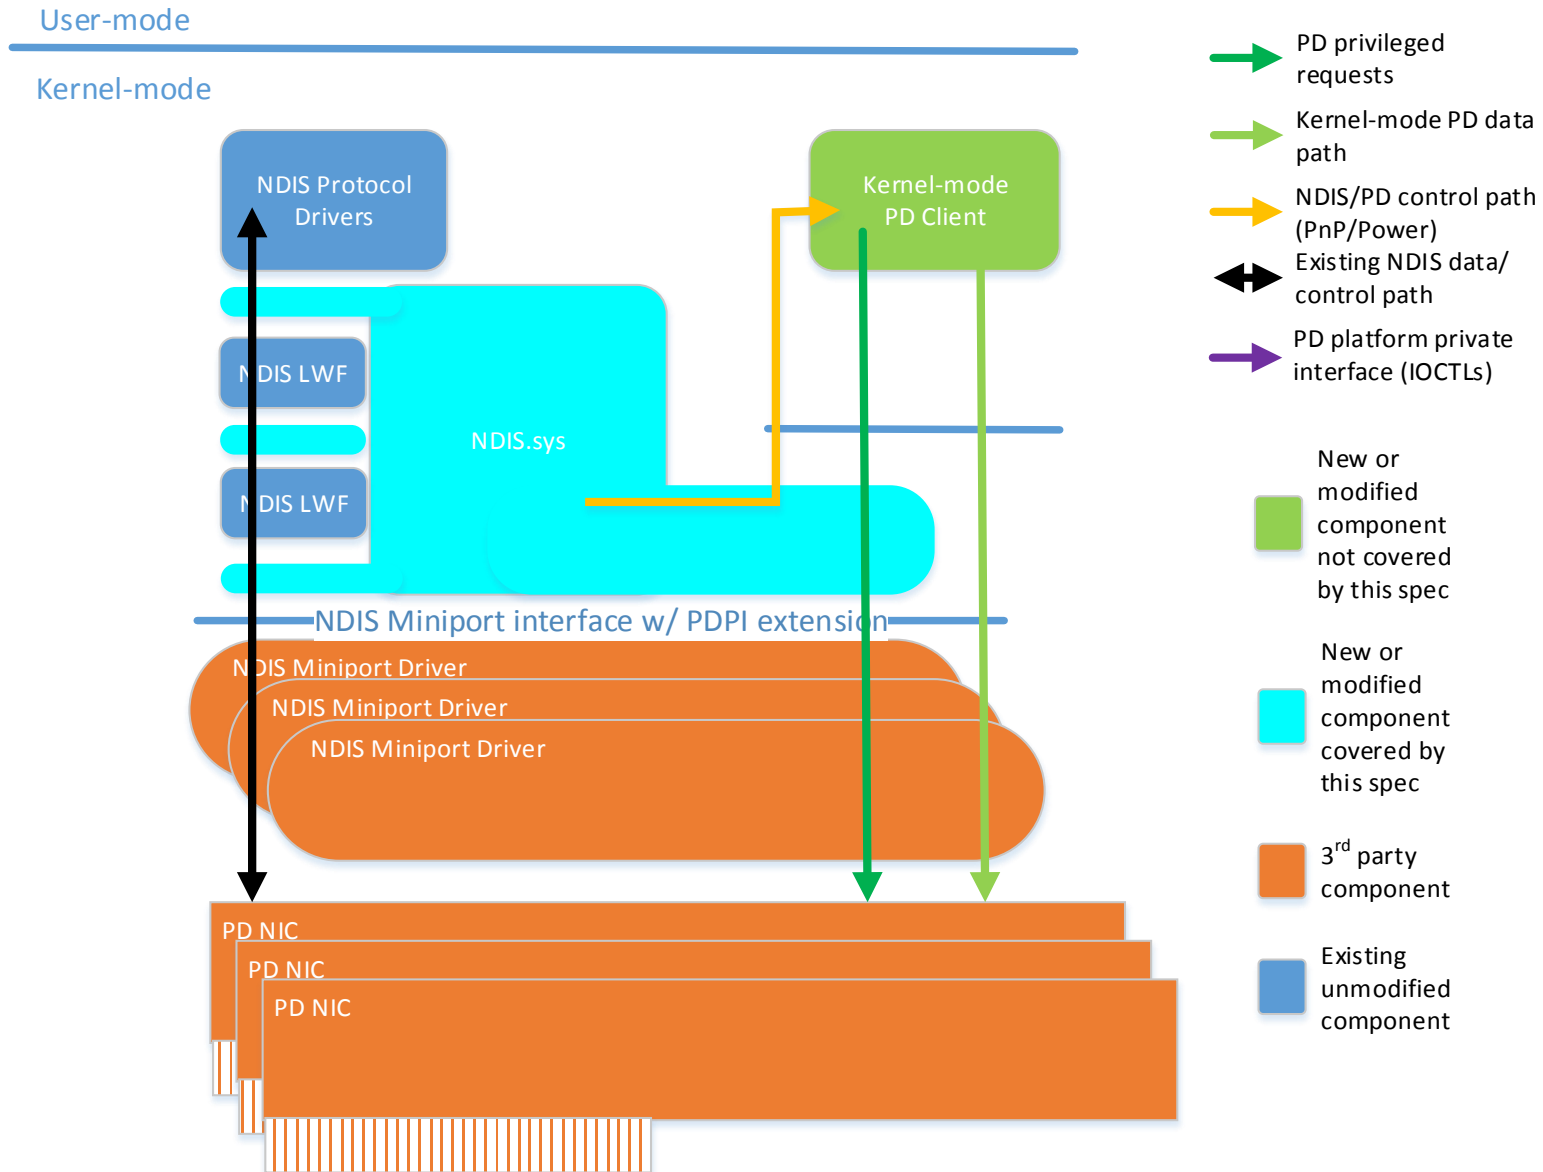 User-mode
Kernel-mode
NDIS Protocol
Drivers
Kernel-mode
PD Client
NDIS LWF
NDIS.sys
NDIS LWF
NDIS Miniport interface w/ PDPI extension
NDIS Miniport Driver
NDIS Miniport Driver
NDIS Miniport Driver
PD NIC
PD NIC
PD NIC
PD privileged
requests
Kernel-mode PD data
path
NDIS/PD control path
(PnP/Power)
Existing NDIS data/
control path
PD platform private
interface (IOCTLs)
New or
modified
component
not covered
by this spec
New or
modified
component
covered by
this spec
3rd party
component
Existing
unmodified
component